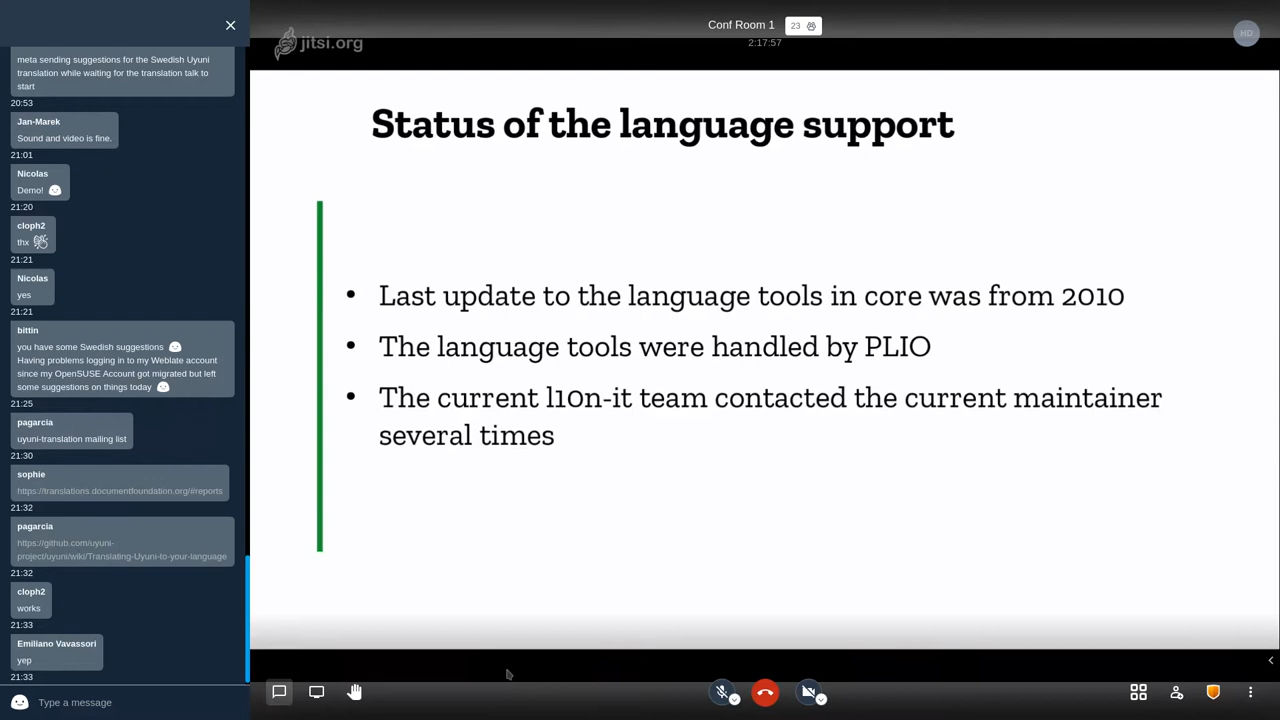 meta sending suggestions for the Swedish Uyuni
translation while waiting for the translation talk to
start
20:53
Jan-Marek
Sound and video is fine.
21:01
Nicolas
Demo!
21:20
cloph2
thx
21:21
Nicolas
yes
21:21
bittin
you have some Swedish suggestions
Having problems logging in to my Weblate account
since my OpenSUSE Account got migrated but left
some suggestions on things today
21:25
pagarcia
uyuni-translation mailing list
21:30
sophie
https://translations.documentfoundation.org/#reports
21:32
pagarcia
https://github.com/uyuni-
project/uyuni/wiki/Translating-Uyuni-to-your-language
21:32
cloph2
works
21:33
Emiliano Vavassori
yep
21:33
Type a message
jitsi.org
Conf Room 1
23
2:17:57
HD
Status of the language support
• Last update to the language tools in core was from 2010
• The language tools were handled by PLIO
• The current l10n-it team contacted the current maintainer
several times